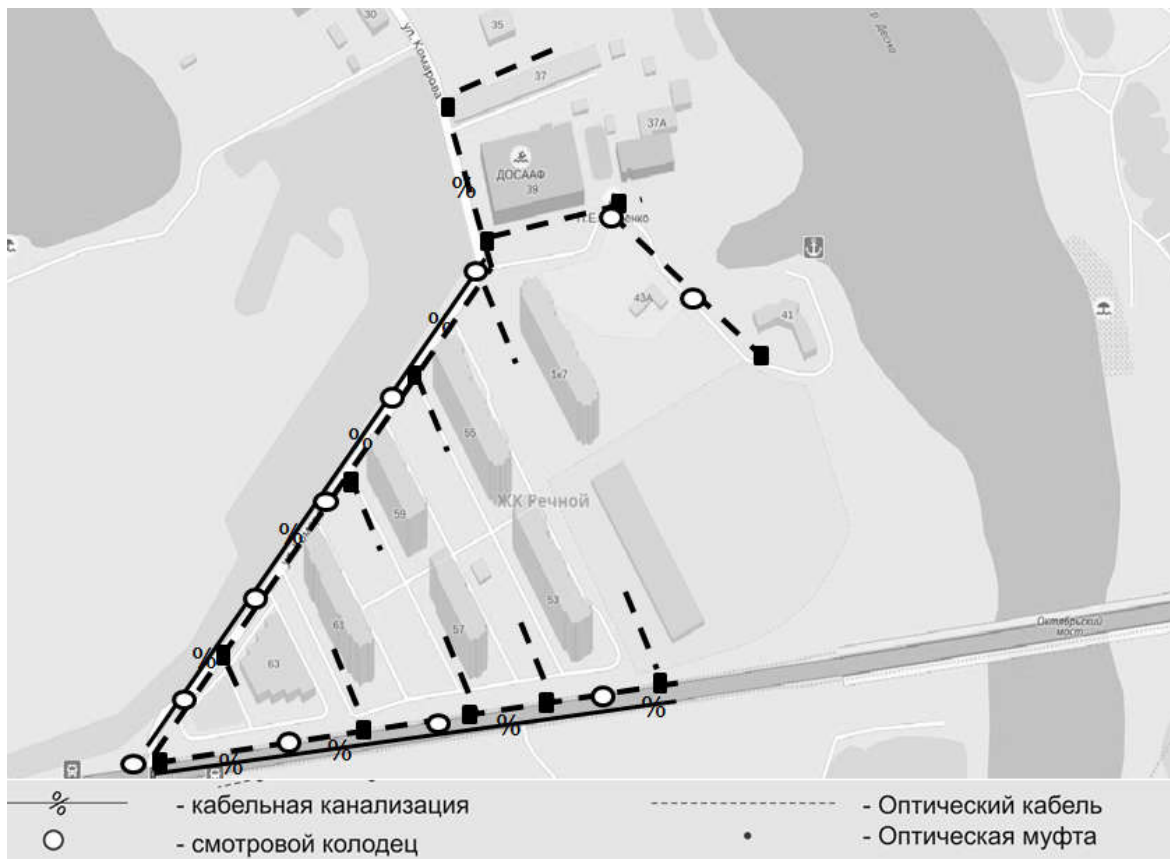 30
35
ул. Комарова
р. Десна
37
37А
ДОСААФ
39
%
43А
41
%
1к7
%
55
ЖК Речной
59
%
53
61
57
Октябрьский
мост
%
63
%
%
%
%
% - кабельная канализация
- Оптический кабель
- смотровой колодец
- Оптическая муфта